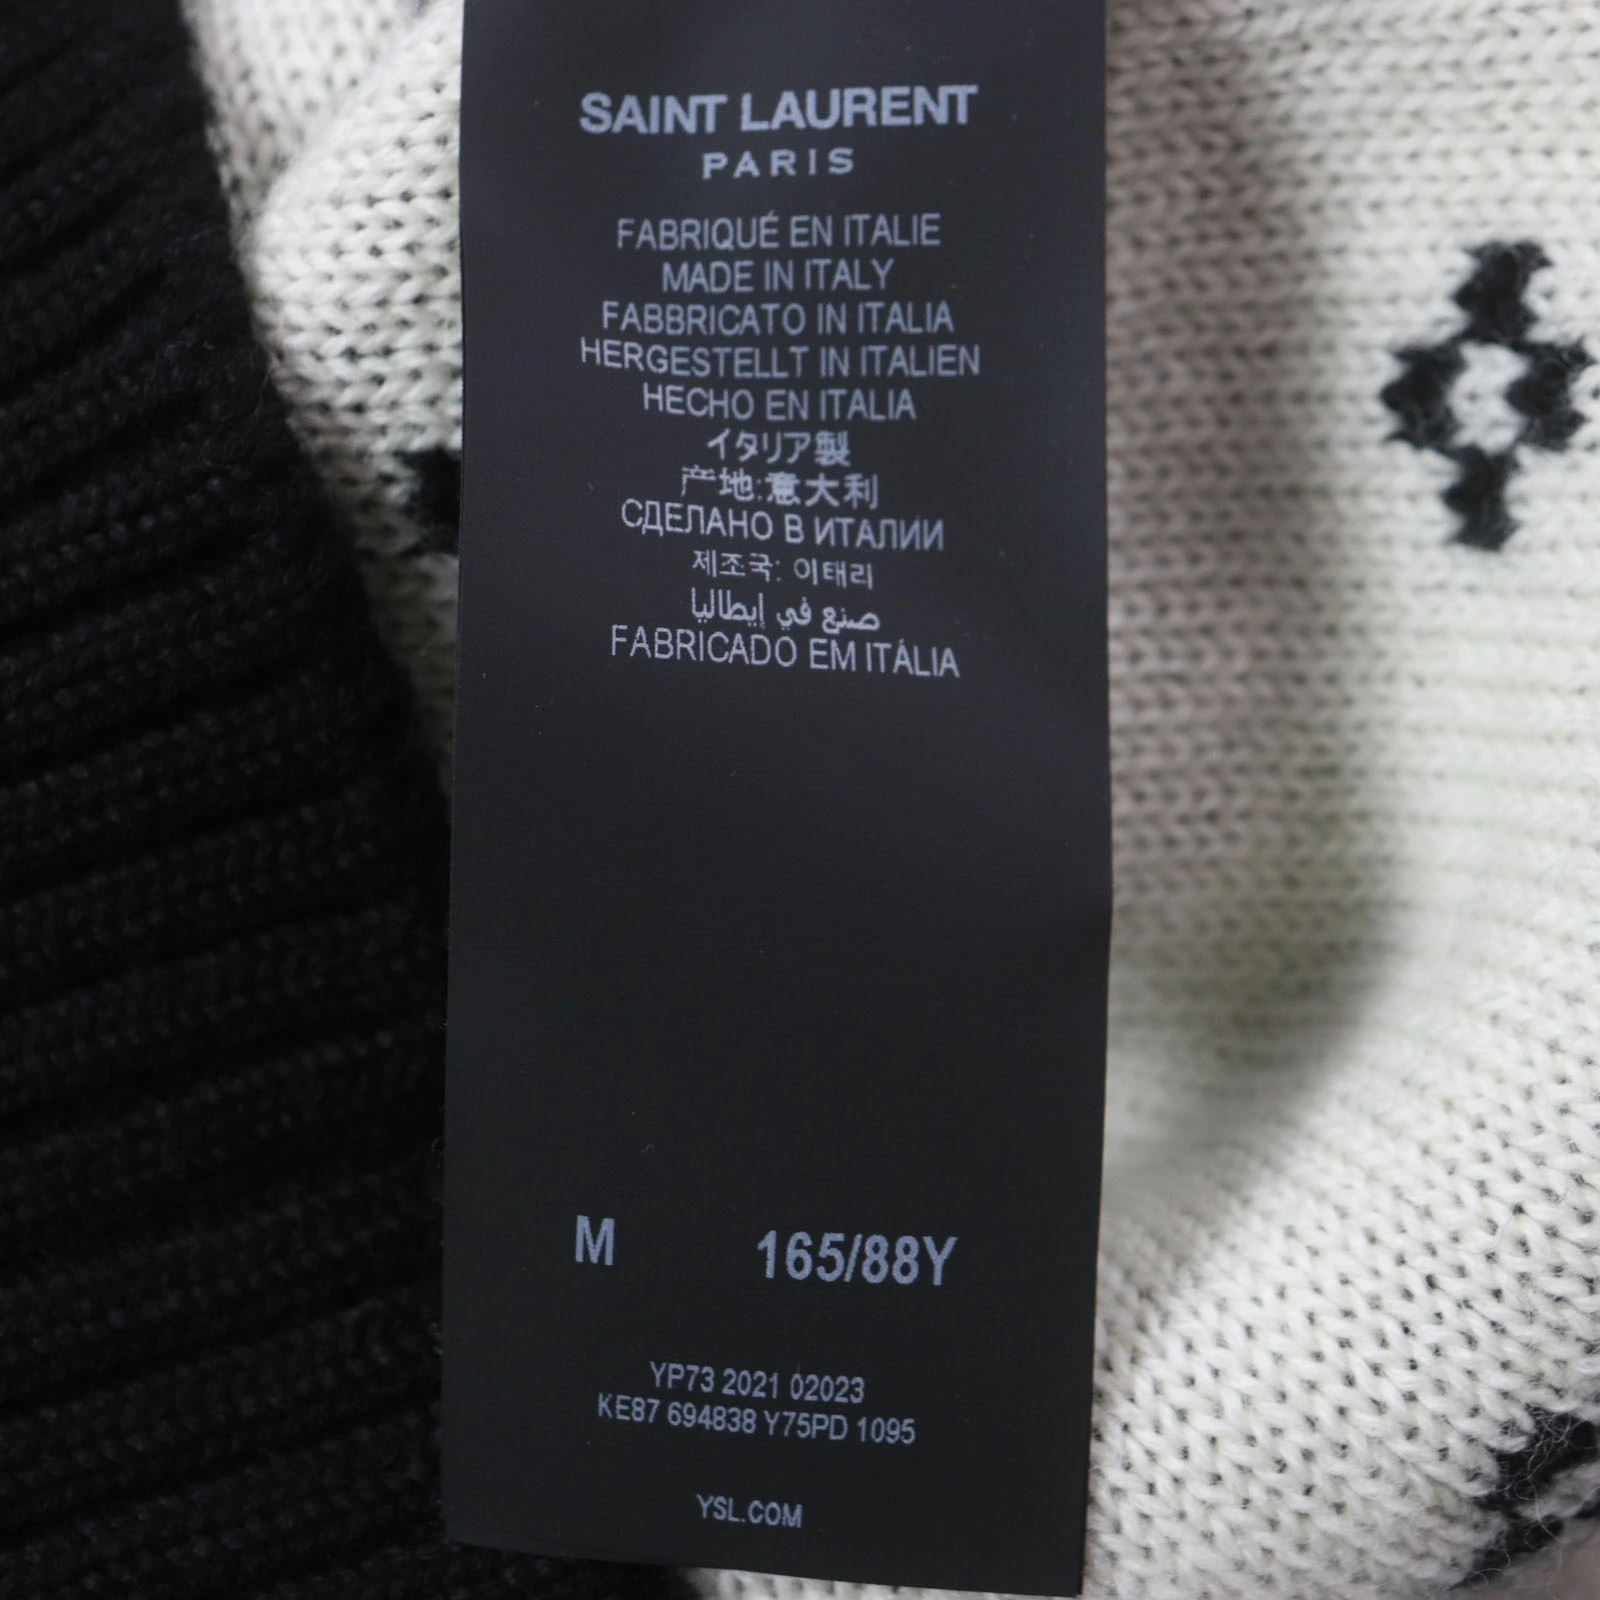 SAINT LAURENT
PARIS
FABRIQUÉ EN ITALIE
MADE IN ITALY
FABBRICATO IN ITALIA
HERGESTELLT IN ITALIEN
HECHO EN ITALIA
イタリア製
产地:意大利
СДЕЛАНО В ИТАЛИИ
제조국: 이태리
صنع في إيطاليا
FABRICADO EM ITÁLIA
M 165/88Y
YP73 2021 02023
KE87 694838 Y75PD 1095
YSL.COM